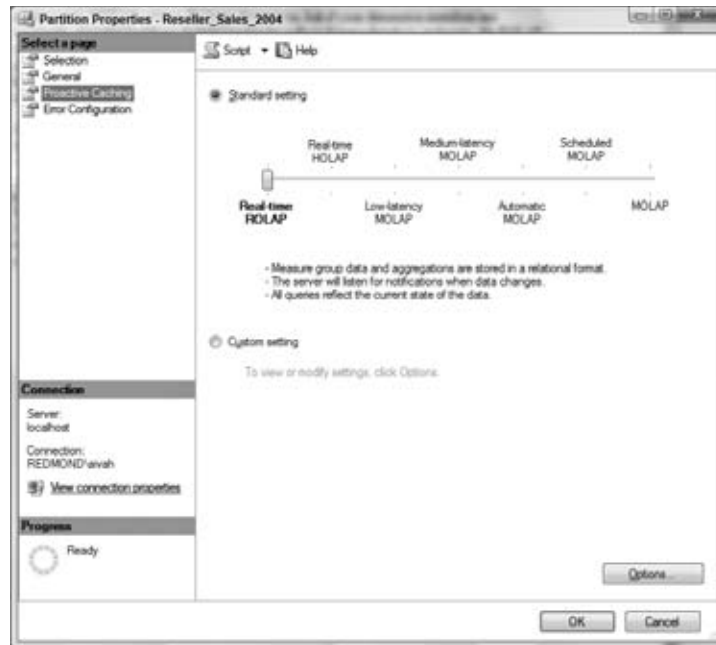 Partition Properties - Reseller_Sales_2004
Select a page
Selection
General
Proactive Caching
Error Configuration
Script
Help
Standard setting
Real-time HOLAP
Medium-latency MOLAP
Scheduled MOLAP
Real-time ROLAP
Low-latency MOLAP
Automatic MOLAP
MOLAP
- Measure group data and aggregations are stored in a relational format.
- The server will listen for notifications when data changes.
- All queries reflect the current state of the data.
Custom setting
To view or modify settings, click Options.
Connection
Server:
localhost
Connection:
View connection properties
Progress
Ready
Options...
OK
Cancel